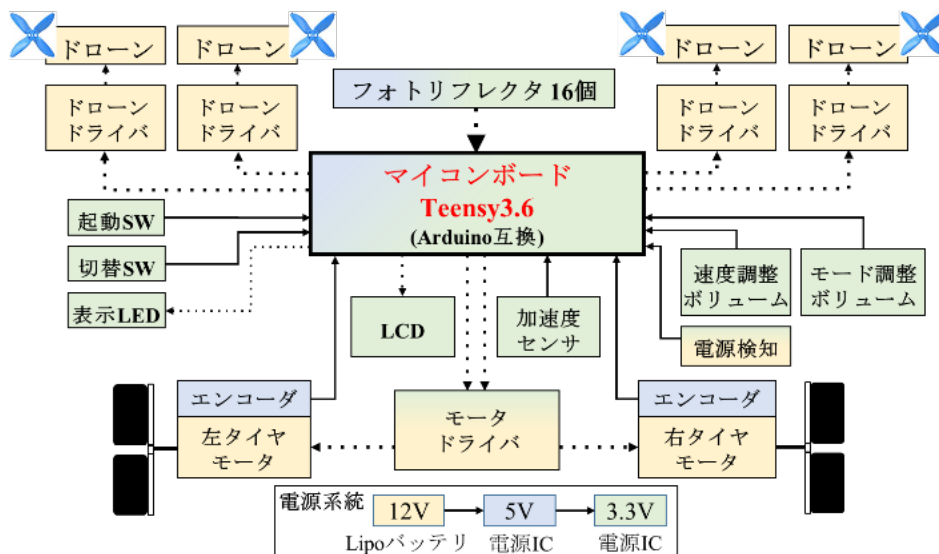 ドローン
ドローン
ドローン
ドローン
フォトリフレクタ 16個
ドローン
ドライバ
ドローン
ドライバ
ドローン
ドライバ
ドローン
ドライバ
マイコンボード
Teensy3.6
(Arduino互換)
起動SW
切替SW
表示LED
LCD
加速度
センサ
速度調整
ボリューム
モード調整
ボリューム
電源検知
エンコーダ
左タイヤ
モータ
モータ
ドライバ
エンコーダ
右タイヤ
モータ
電源系統
12V
5V
3.3V
Lipoバッテリ
電源IC
電源IC